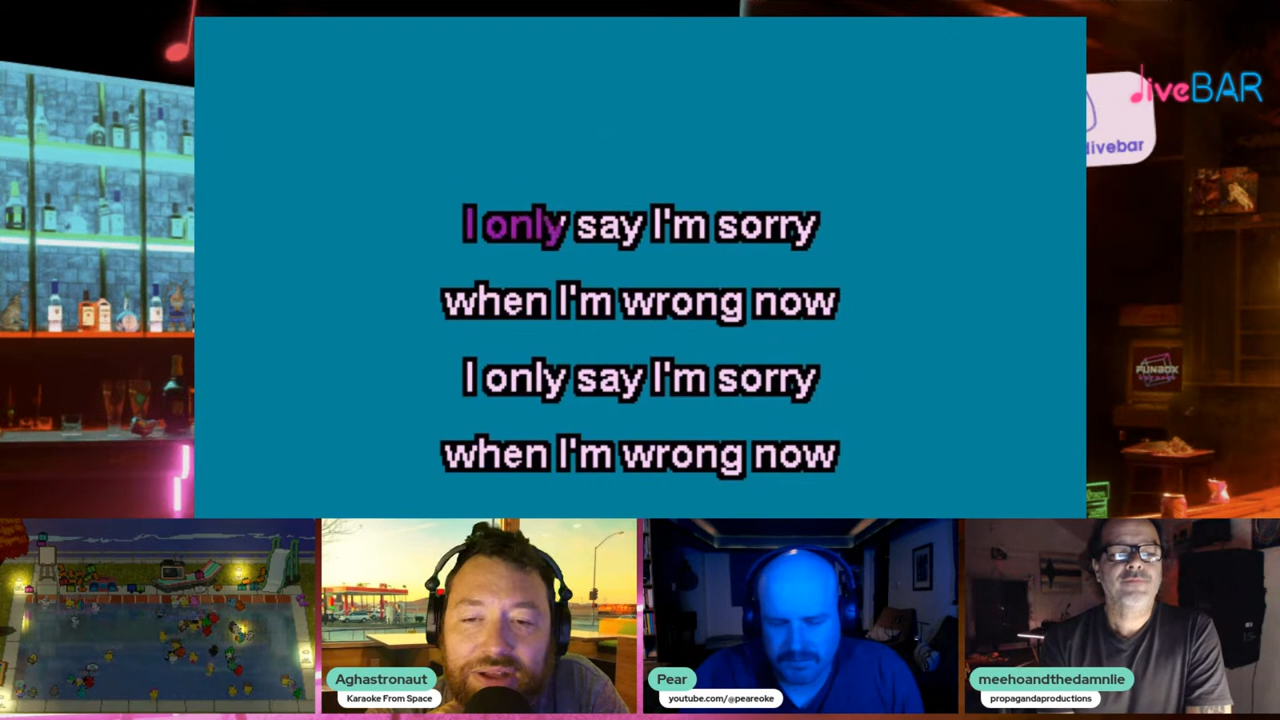 diveBAR
divebar
I only say I'm sorry
when I'm wrong now
I only say I'm sorry
when I'm wrong now
FUNBOX
Aghastronaut
Karaoke From Space
Pear
youtube.com/@peareoke
meehoandthedamnlie
propagandaproductions